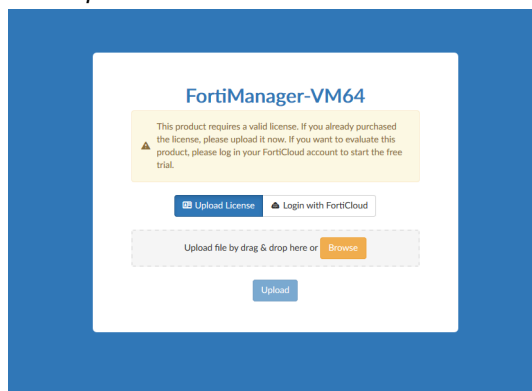 FortiManager-VM64
This product requires a valid license. If you already purchased
the license, please upload it now. If you want to evaluate this
product, please log in your FortiCloud account to start the free
trial.
Upload License Login with FortiCloud
Upload file by drag & drop here or Browse
Upload